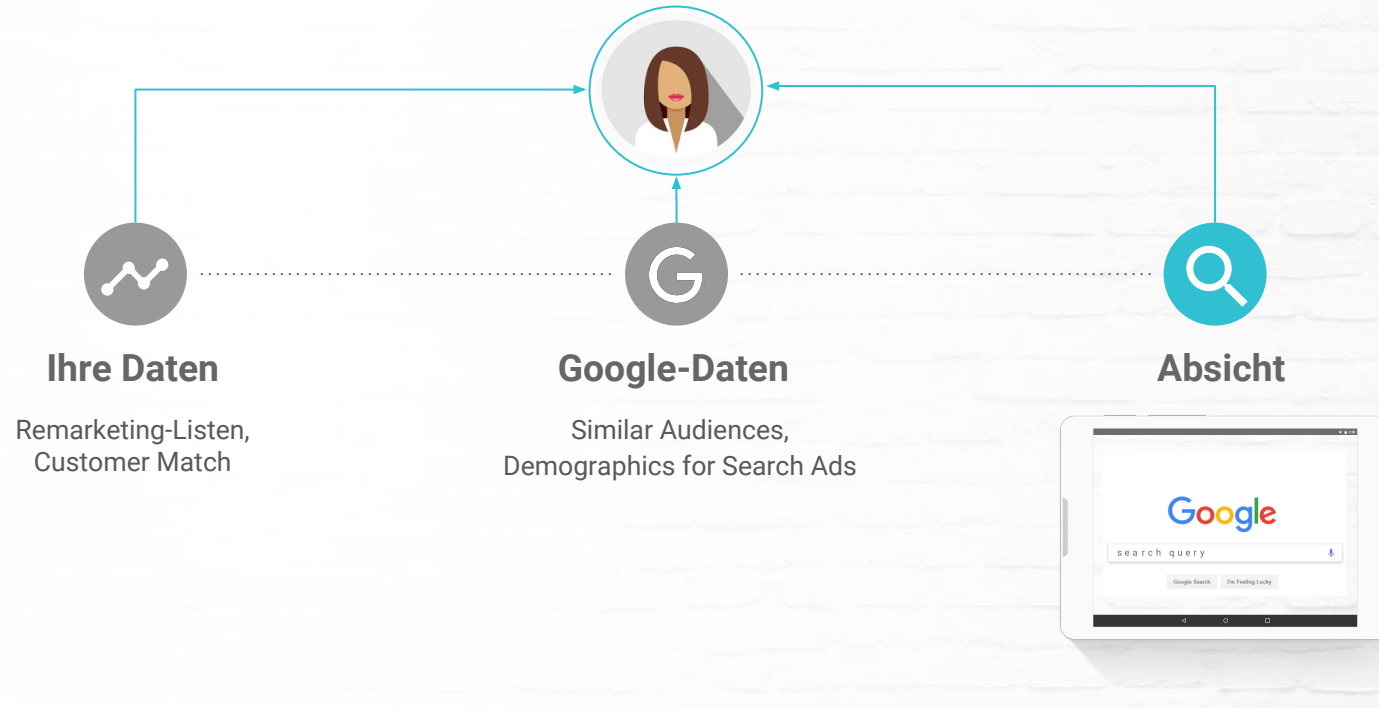 Ihre Daten
Remarketing-Listen,
Customer Match
G
Google-Daten
Similar Audiences,
Demographics for Search Ads
Absicht
Google
search query
Google Search I'm Feeling Lucky